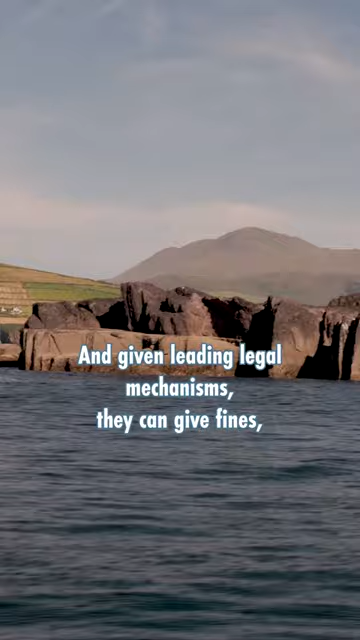 And given leading legal
mechanisms,
they can give fines,